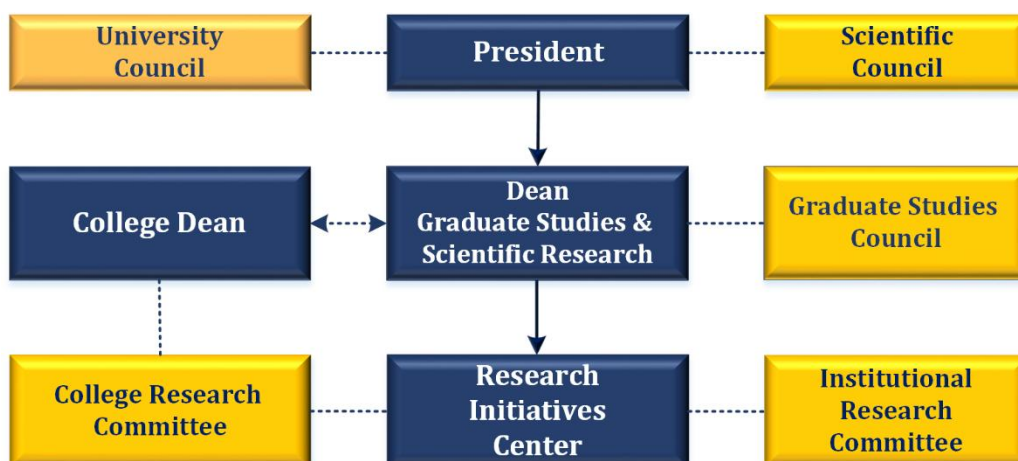 University
Council
President
Scientific
Council
College Dean
Dean
Graduate Studies &
Scientific Research
Graduate Studies
Council
College Research
Committee
Research
Initiatives
Center
Institutional
Research
Committee